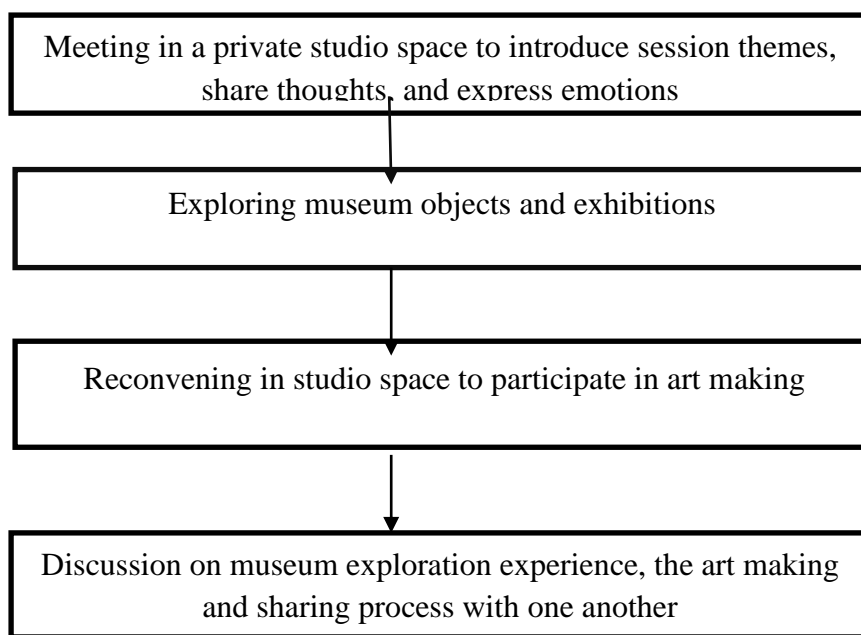 Meeting in a private studio space to introduce session themes,
share thoughts, and express emotions
Exploring museum objects and exhibitions
Reconvening in studio space to participate in art making
Discussion on museum exploration experience, the art making
and sharing process with one another